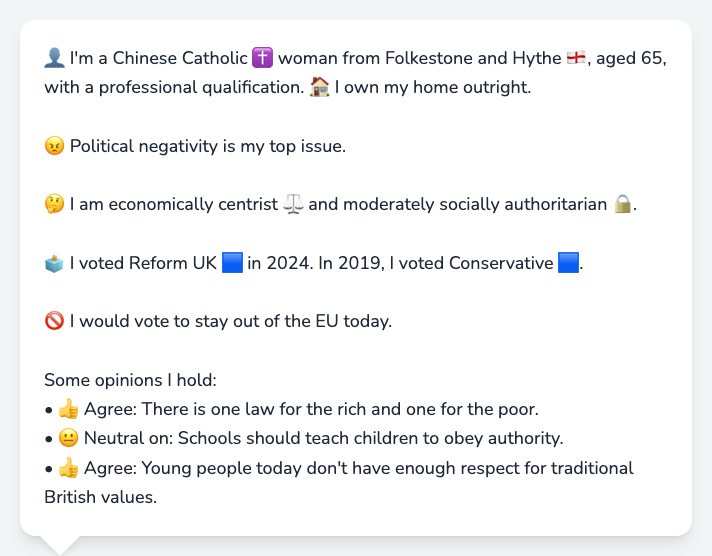 👤 I'm a Chinese Catholic ✝️ woman from Folkestone and Hythe 🏴󠁧󠁢󠁥󠁮󠁧󠁿, aged 65,
with a professional qualification. 🏠 I own my home outright.
😠 Political negativity is my top issue.
🤔 I am economically centrist ⚖️ and moderately socially authoritarian 🔒.
🗳️ I voted Reform UK 🟦 in 2024. In 2019, I voted Conservative 🟦.
🚫 I would vote to stay out of the EU today.
Some opinions I hold:
• 👍 Agree: There is one law for the rich and one for the poor.
• 😐 Neutral on: Schools should teach children to obey authority.
• 👍 Agree: Young people today don't have enough respect for traditional
British values.